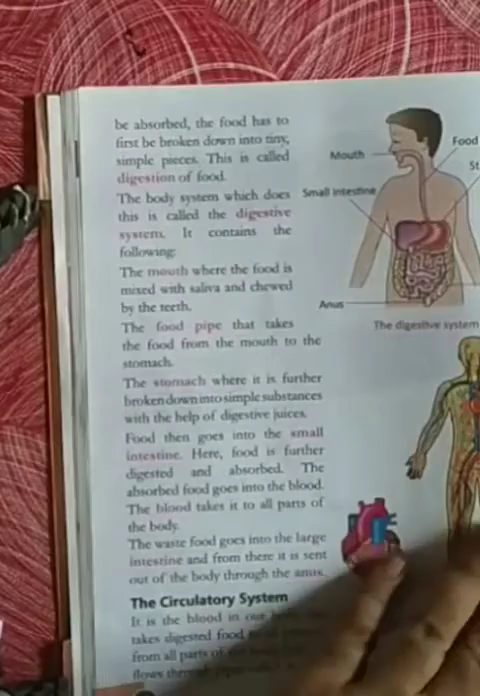 be absorbed, the food has to
first be broken down into tiny,
simple pieces. This is called
digestion of food.
The body system which does
this is called the digestive
system. It contains the
following:
The mouth where the food is
mixed with saliva and chewed
by the teeth.
The food pipe that takes
the food from the mouth to the
stomach.
The stomach where it is further
broken down into simple substances
with the help of digestive juices.
Food then goes into the small
intestine. Here, food is further
digested and absorbed. The
absorbed food goes into the blood.
The blood takes it to all parts of
the body.
The waste food goes into the large
intestine and from there it is sent
out of the body through the anus.
The Circulatory System
It is the blood in our
takes digested food
from all parts of
flows
Mouth
Food
St
Small Intestine
Anus
The digestive system